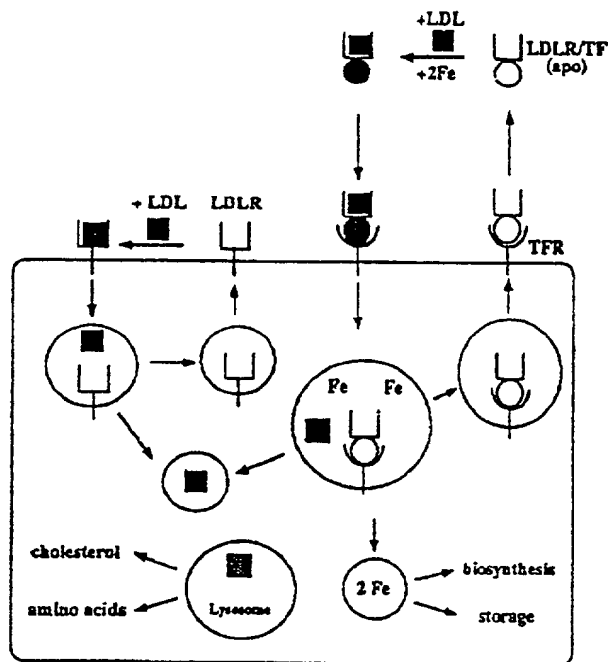 +LDL
LDLR/TF
(apo)
+2Fe
+ LDL
LDLR
TFR
Fe Fe
cholesterol
amino acids
Lysosome
2 Fe
biosynthesis
storage